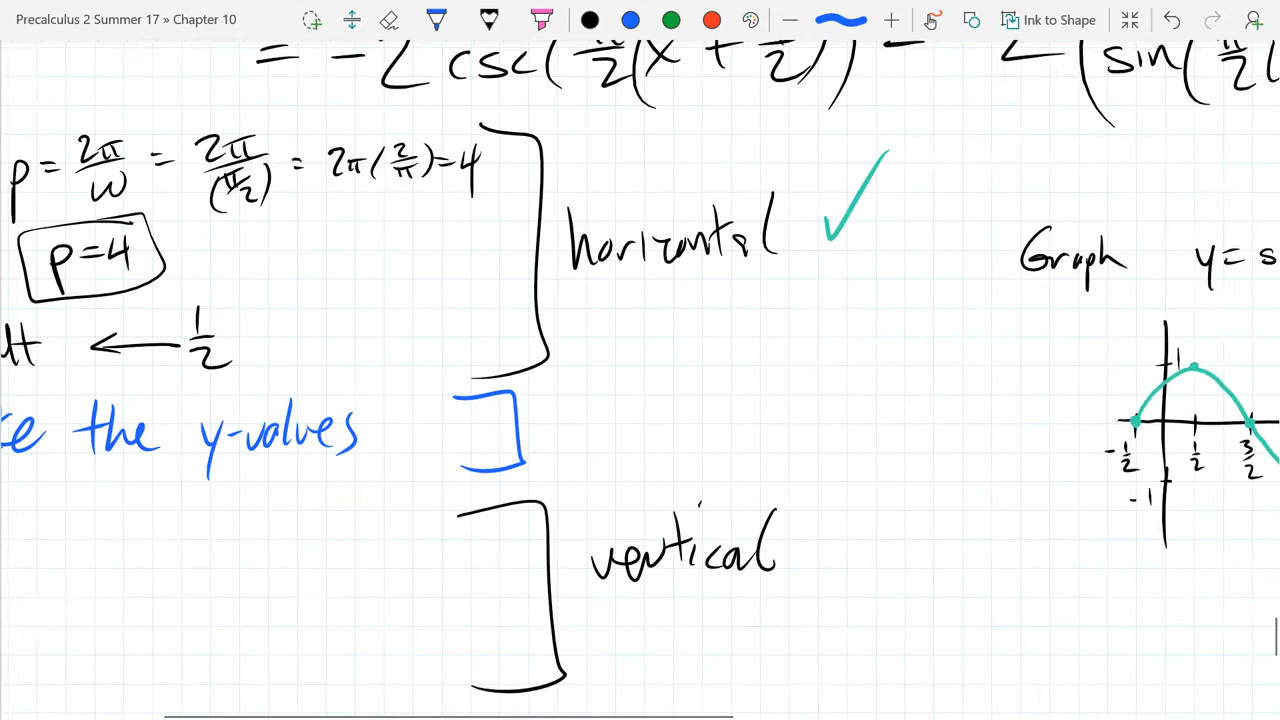 Precalculus 2 Summer 17 » Chapter 10
Ink to Shape
= -2 csc(π/2(x + 1/2)) = -2 (sin(π/2(
p = 2π/ω = 2π/(π/2) = 2π(2/π) = 4
p=4
horizontal ✓
← 1/2
the y-values
vertical
Graph y = s
1
-1/2 1/2 3/2
-1